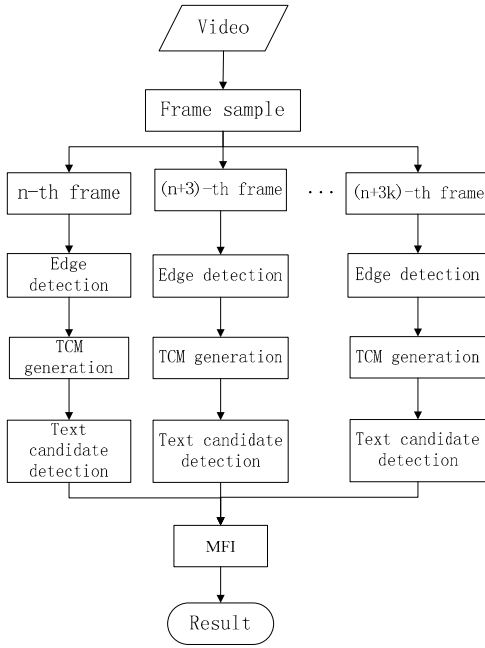 Video
Frame sample
n-th frame
(n+3)-th frame
...
(n+3k)-th frame
Edge
detection
Edge detection
Edge detection
TCM
generation
TCM generation
TCM generation
Text
candidate
detection
Text candidate
detection
Text candidate
detection
MFI
Result